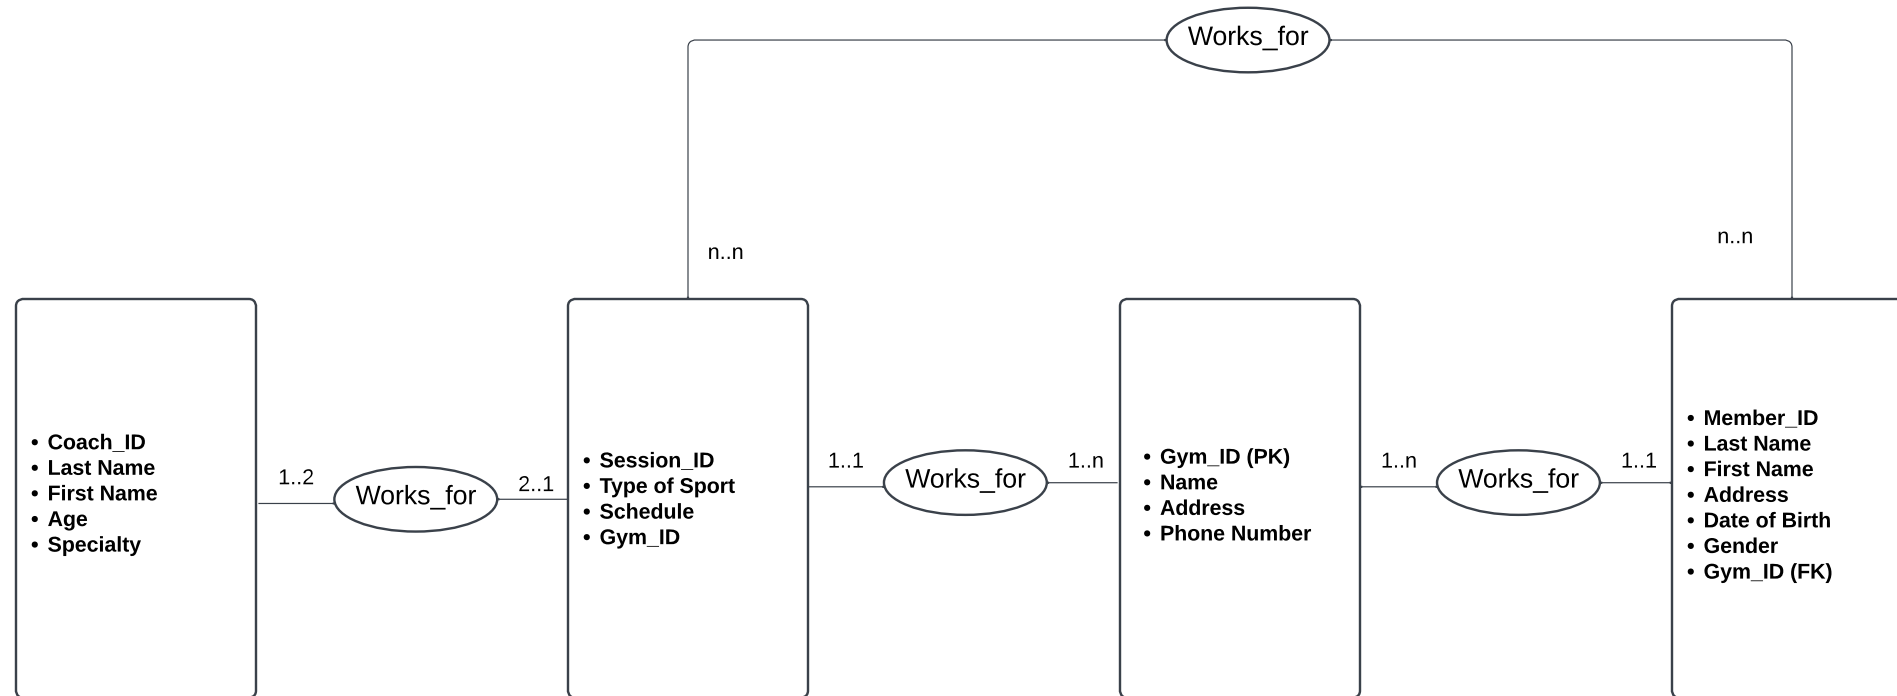 Works_for
n..n
n..n
• Coach_ID
• Last Name
• First Name
• Age
• Specialty
1..2
Works_for
2..1
• Session_ID
• Type of Sport
• Schedule
• Gym_ID
1..1
Works_for
1..n
• Gym_ID (PK)
• Name
• Address
• Phone Number
1..n
Works_for
1..1
• Member_ID
• Last Name
• First Name
• Address
• Date of Birth
• Gender
• Gym_ID (FK)